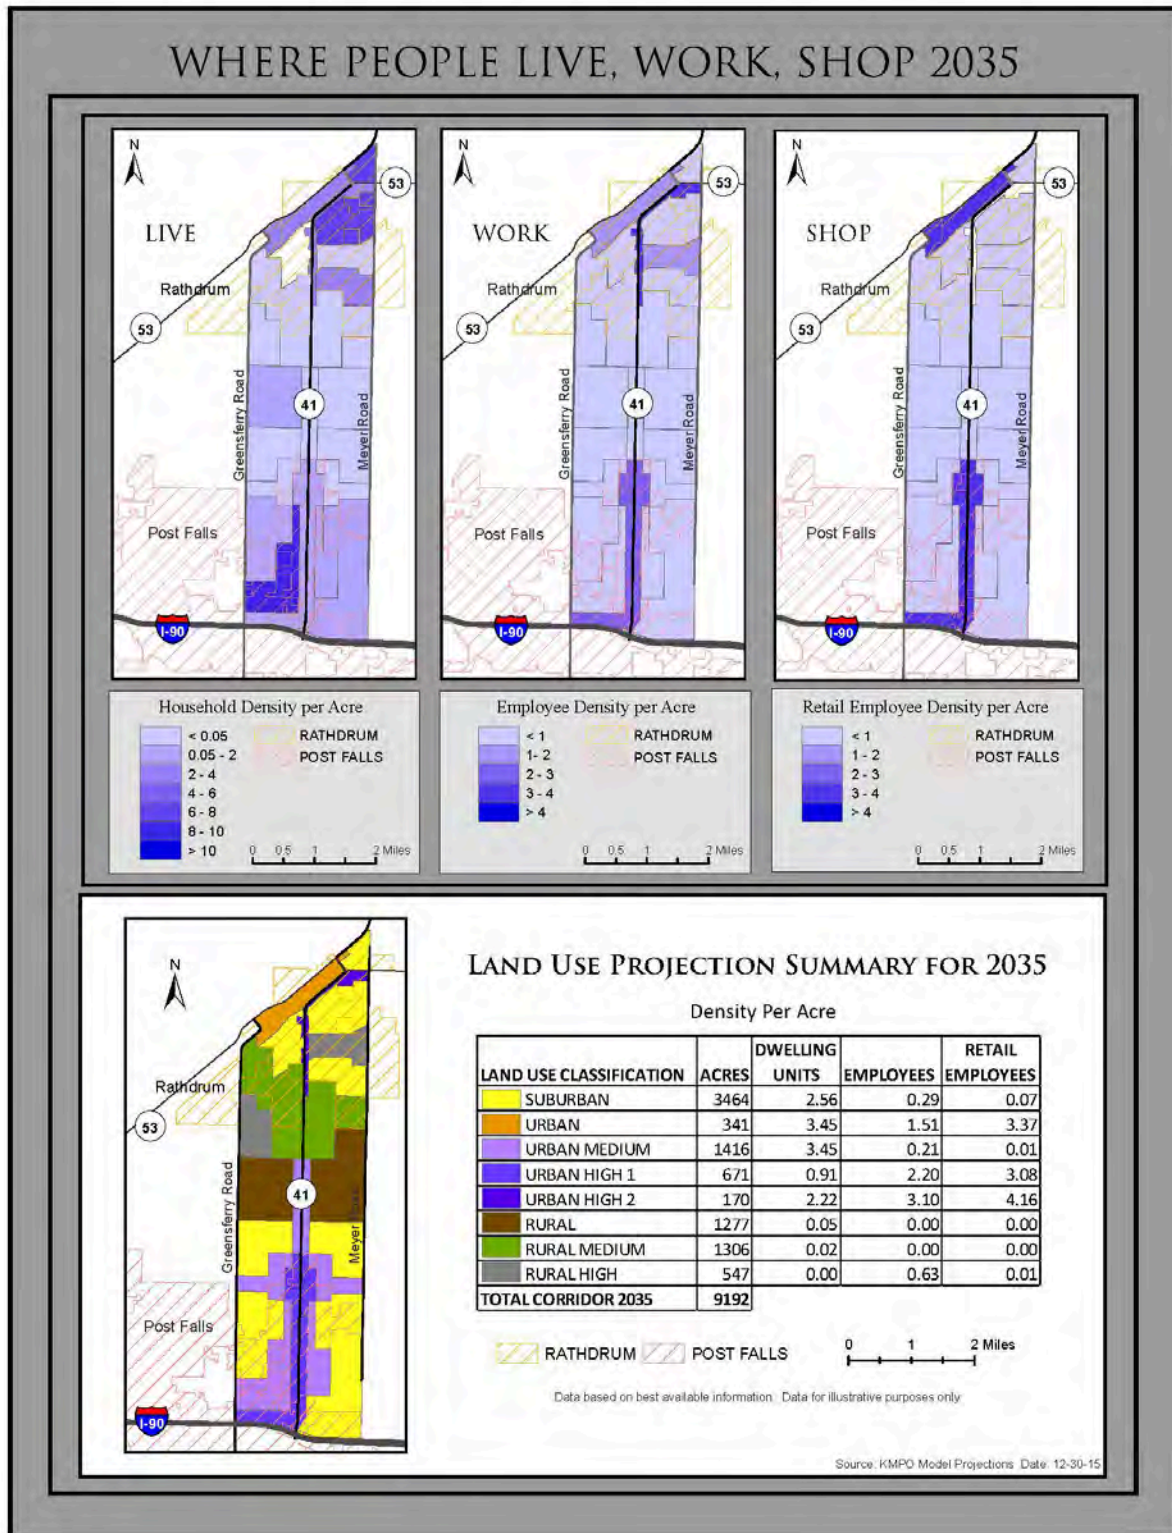 WHERE PEOPLE LIVE, WORK, SHOP 2035
N
LIVE
53
Rathdrum
53
Greensferry Road
41
Meyer Road
Post Falls
I-90
N
WORK
53
Rathdrum
53
Greensferry Road
41
Meyer Road
Post Falls
I-90
N
SHOP
53
Rathdrum
53
Greensferry Road
41
Meyer Road
Post Falls
I-90
Household Density per Acre
< 0.05
0.05 - 2
2 - 4
4 - 6
6 - 8
8 - 10
> 10
RATHDRUM
POST FALLS
0 0.5 1 2 Miles
Employee Density per Acre
< 1
1- 2
2 - 3
3 - 4
> 4
RATHDRUM
POST FALLS
0 0.5 1 2 Miles
Retail Employee Density per Acre
< 1
1 - 2
2 - 3
3 - 4
> 4
RATHDRUM
POST FALLS
0 0.5 1 2 Miles
N
Rathdrum
53
Greensferry Road
41
Meyer Road
Post Falls
I-90
LAND USE PROJECTION SUMMARY FOR 2035
Density Per Acre
LAND USE CLASSIFICATION ACRES DWELLING UNITS EMPLOYEES RETAIL EMPLOYEES
SUBURBAN 3464 2.56 0.29 0.07
URBAN 341 3.45 1.51 3.37
URBAN MEDIUM 1416 3.45 0.21 0.01
URBAN HIGH 1 671 0.91 2.20 3.08
URBAN HIGH 2 170 2.22 3.10 4.16
RURAL 1277 0.05 0.00 0.00
RURAL MEDIUM 1306 0.02 0.00 0.00
RURAL HIGH 547 0.00 0.63 0.01
TOTAL CORRIDOR 2035 9192
RATHDRUM POST FALLS
0 1 2 Miles
Data based on best available information. Data for illustrative purposes only
Source: KMPO Model Projections Date: 12-30-15